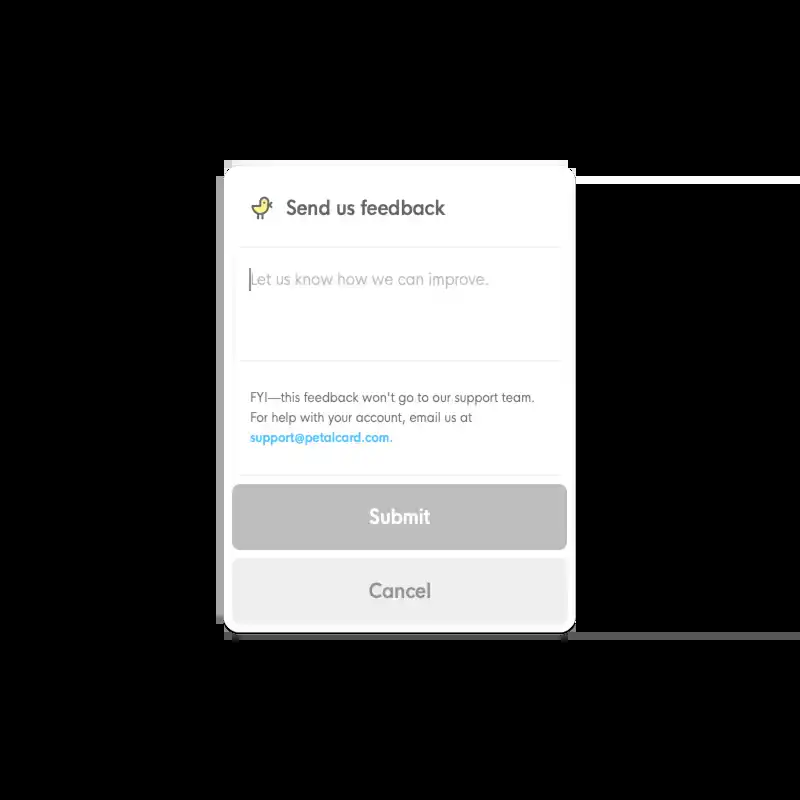 Send us feedback
Let us know how we can improve.
FYI—this feedback won't go to our support team.
For help with your account, email us at
support@petalcard.com.
Submit
Cancel